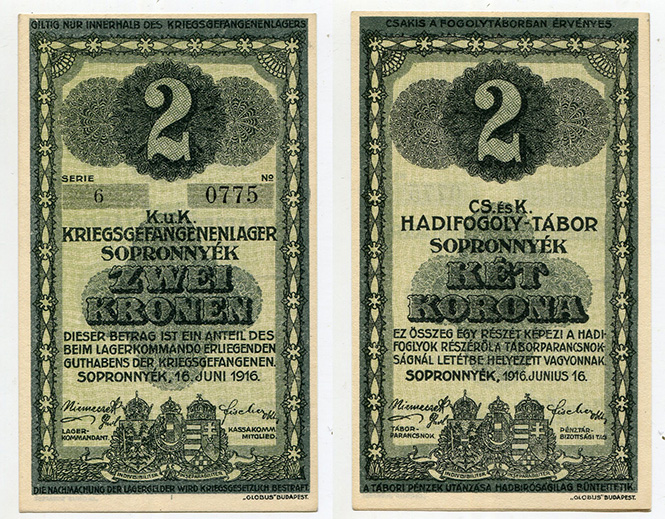 GILTIG NUR INNERHALB DES KRIEGSGEFANGENENLAGERS
2
SERIE No
6 0775
K.u.K.
KRIEGSGEFANGENENLAGER
SOPRONNYÉK
ZWEI
KRONEN
DIESER BETRAG IST EIN ANTEIL DES
BEIM LAGERKOMMANDO ERLIEGENDEN
GUTHABENS DER KRIEGSGEFANGENEN.
SOPRONNYÉK, 16. JUNI 1916.
LAGER-
KOMMANDANT.
KASSAKOMM.
MITGLIED.
DIE NACHMACHUNG DER LAGERGELDER WIRD KRIEGSGESETZLICH BESTRAFT
„GLOBUS" BUDAPEST.
CSAKIS A FOGOLYTÁBORBAN ÉRVÉNYES
2
CS. ÉS K.
HADIFOGOLY-TÁBOR
SOPRONNYÉK
KÉT
KORONA
EZ ÖSSZEG EGY RÉSZÉT KÉPEZI A HADI-
FOGLYOK RÉSZÉRŐL A TÁBORPARANCSNOK-
SÁGNÁL LETÉTBE HELYEZETT VAGYONNAK.
SOPRONNYÉK, 1916. JUNIUS 16.
TÁBOR-
PARANCSNOK.
PÉNZTÁR-
BIZOTTSÁGI TAG
A TÁBORI PÉNZEK UTÁNZÁSA HADBIRÓSÁGILAG BÜNTETTETIK
„GLOBUS" BUDAPEST.